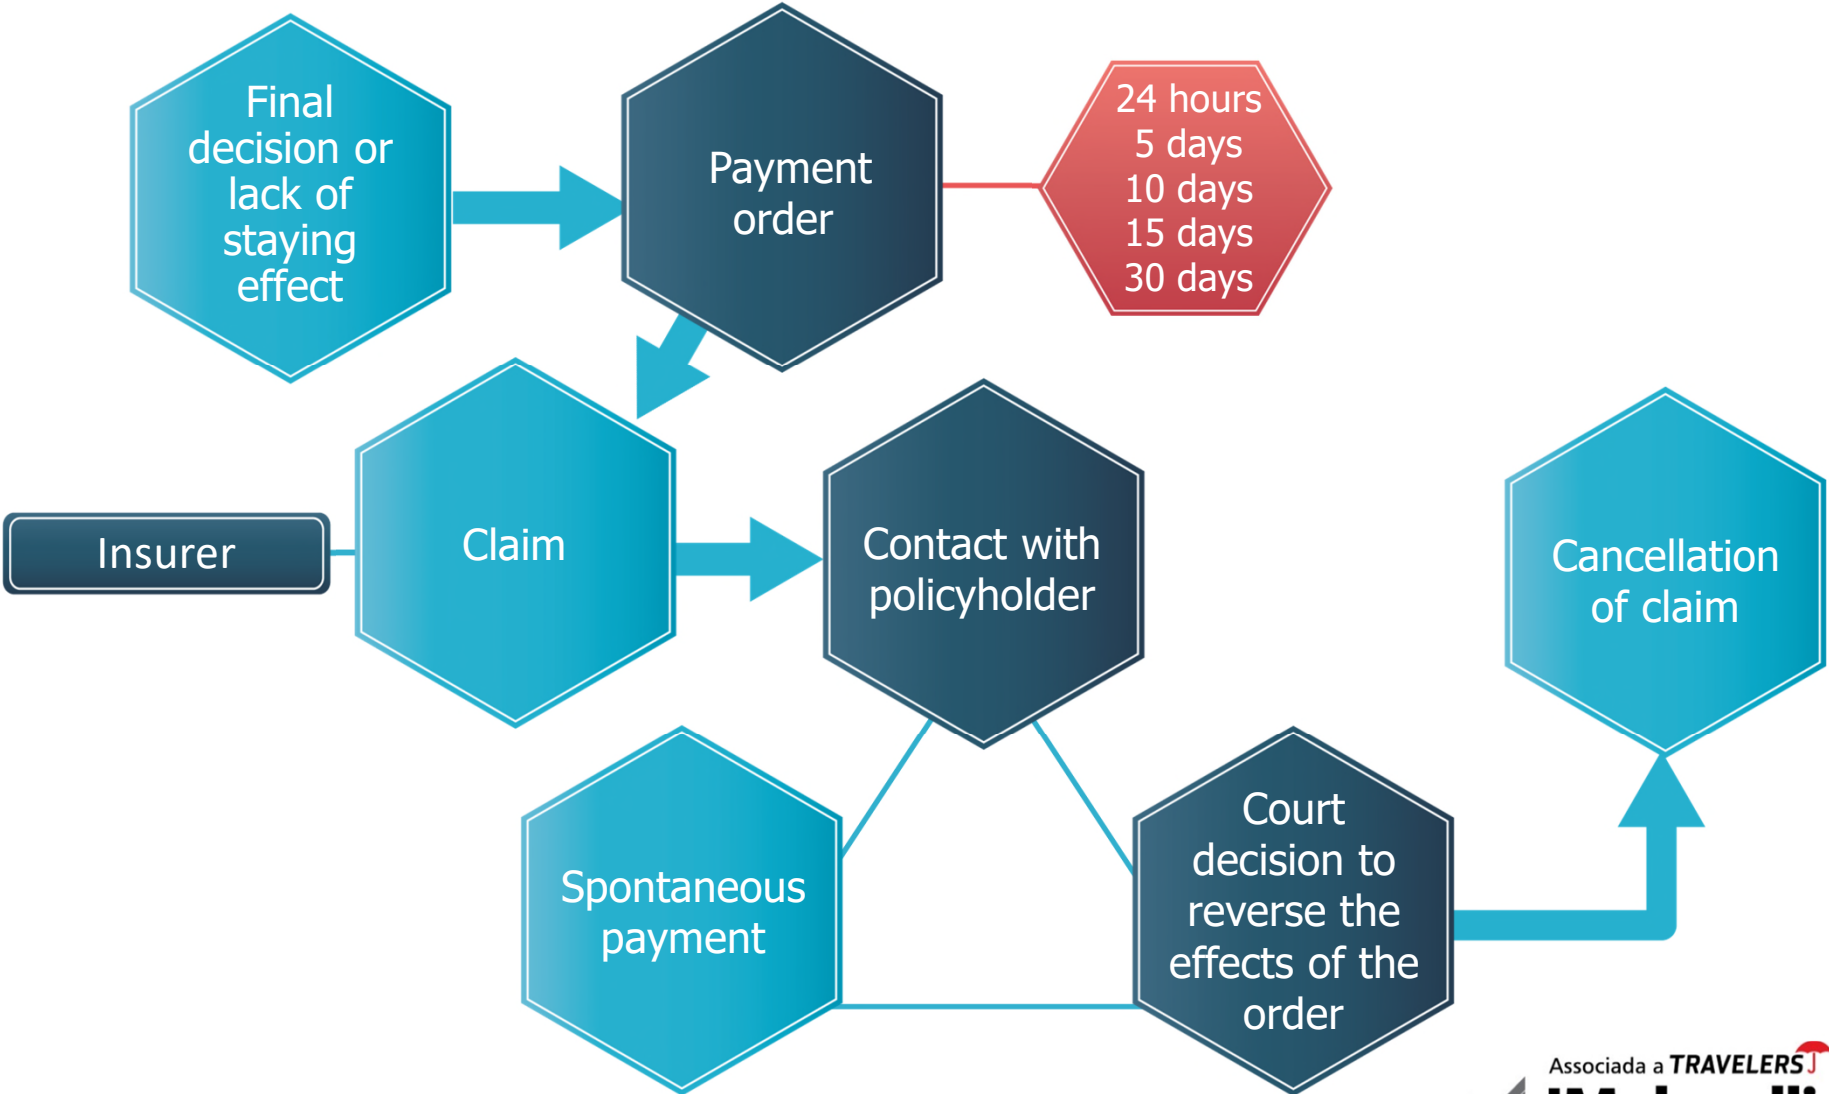 Final
decision or
lack of
staying
effect
Payment
order
24 hours
5 days
10 days
15 days
30 days
Insurer
Claim
Contact with
policyholder
Cancellation
of claim
Spontaneous
payment
Court
decision to
reverse the
effects of the
order
Associada a TRAVELERS